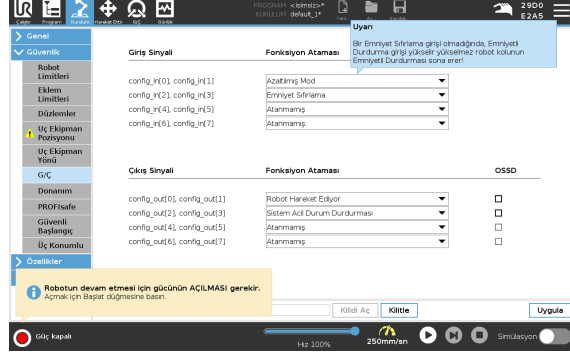 PROGRAM <isimsiz>*
KURULUM default_1*
29D0
E2A5
Çalıştır Program Kurulum Hareket Ettir G/Ç Günlük
Genel
Güvenlik
Robot
Limitleri
Eklem
Limitleri
Düzlemler
Uç Ekipman
Pozisyonu
Uç Ekipman
Yönü
G/Ç
Donanım
PROFIsafe
Güvenli
Başlangıç
Üç Konumlu
Özellikler
Uyarı
Bir Emniyet Sıfırlama girişi olmadığında, Emniyetli
Durdurma girişi yükselir yükselmez robot kolunun
Emniyetli Durdurması sona erer!
Giriş Sinyali Fonksiyon Ataması
config_in[0], config_in[1] Azaltılmış Mod
config_in[2], config_in[3] Emniyet Sıfırlama
config_in[4], config_in[5] Atanmamış
config_in[6], config_in[7] Atanmamış
Çıkış Sinyali Fonksiyon Ataması OSSD
config_out[0], config_out[1] Robot Hareket Ediyor
config_out[2], config_out[3] Sistem Acil Durum Durdurması
config_out[4], config_out[5] Atanmamış
config_out[6], config_out[7] Atanmamış
Robotun devam etmesi için gücünün AÇILMASI gerekir.
Açmak için Başlat düğmesine basın.
Kilidi Aç Kilitle Uygula
Güç kapalı
Hız 100%
250mm/sn
Simülasyon